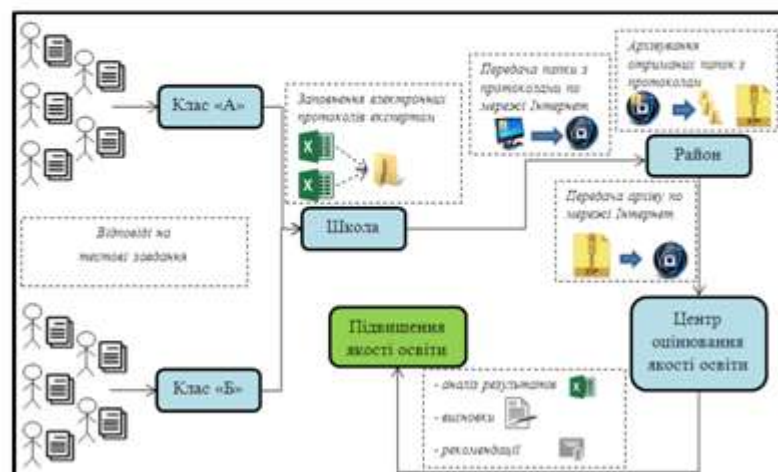 Клас «А»
Заповнення електронних
протоколів експертом
Передача папки з
протоколами по
мережі Інтернет
Архівування
отриманих папок з
протоколами
Район
Школа
Відповіді на
тестові завдання
Передача архіву по
мережі Інтернет
Підвищення
якості освіти
Центр
оцінювання
якості освіти
Клас «Б»
- аналіз результатів
- висновки
- рекомендації